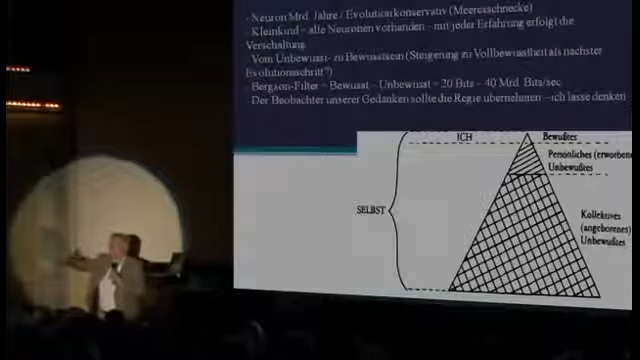 - Neuron Mrd. Jahre / Evolution konservativ (Meeresschnecke)
- Kleinkind – alle Neuronen vorhanden – mit jeder Erfahrung erfolgt die
Verschaltung
- Vom Unbewusst- zu Bewusstsein (Steigerung zu Vollbewusstheit als nächster
Evolutionsschritt?)
- Bergson-Filter – Bewusst – Unbewusst = 20 Bits – 40 Mrd. Bits/sec
- Der Beobachter unserer Gedanken sollte die Regie übernehmen – ich lasse denken
ICH
Bewußtes
Persönliches (erworben
Unbewußtes
SELBST
Kollektives
(angeborenes)
Unbewußtes